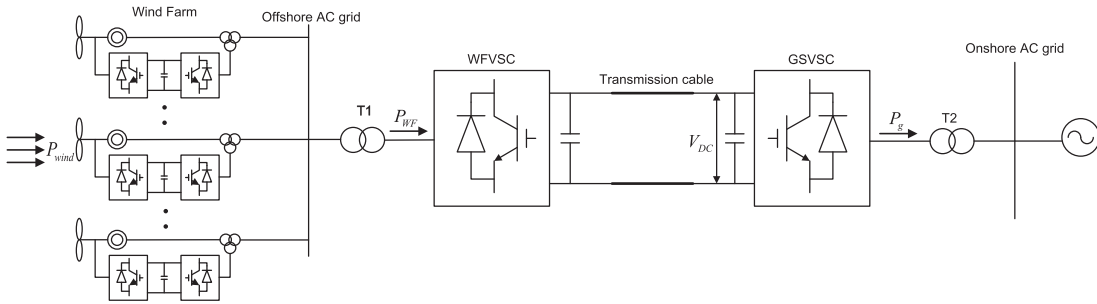 Wind Farm
Offshore AC grid
WFVSC
Transmission cable
GSVSC
Onshore AC grid
T1
P_WF
P_g
T2
P_wind
V_DC